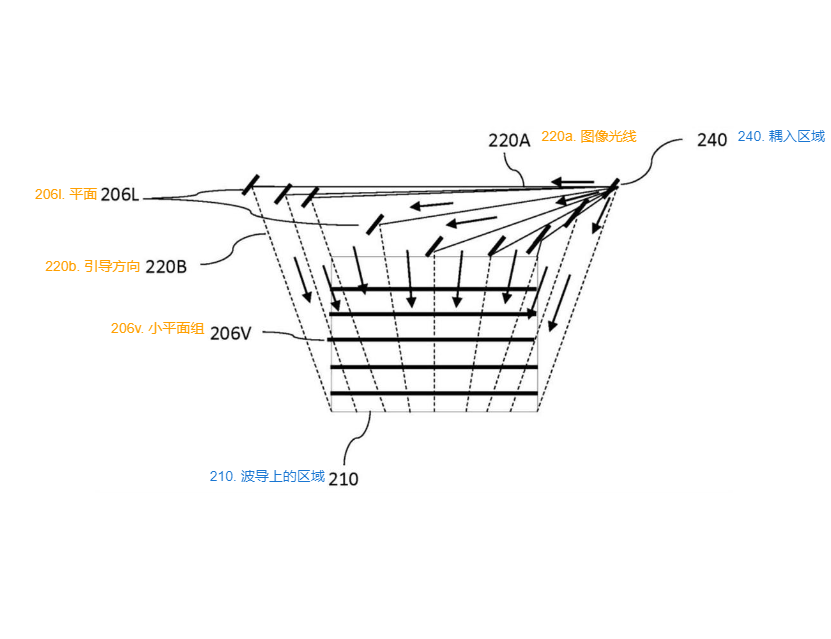 220A 220a. 图像光线 240 240. 耦入区域
206l. 平面 206L
220b. 引导方向 220B
206v. 小平面组 206V
210. 波导上的区域 210